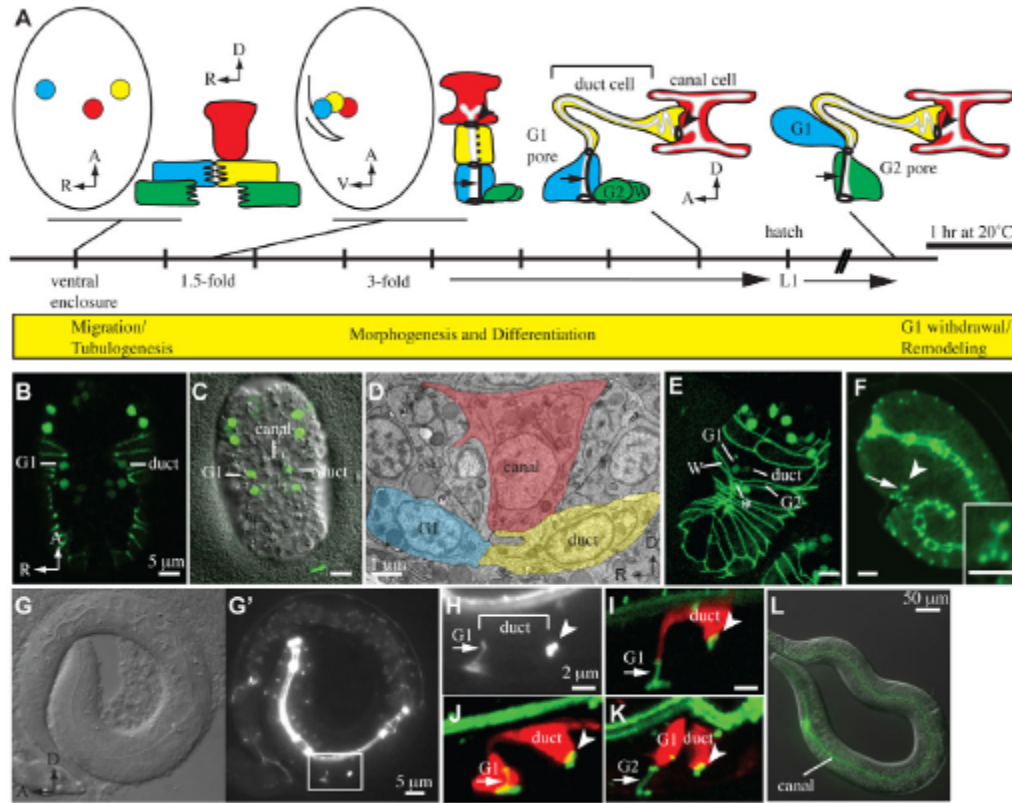 A
D
R
A
R
A
V
duct cell
canal cell
G1
pore
G2
W
D
A
G1
G2 pore
hatch
1 hr at 20°C
ventral
enclosure
1.5-fold
3-fold
L1
Migration/
Tubulogenesis
Morphogenesis and Differentiation
G1 withdrawal/
Remodeling
B
G1
duct
A
R
5 μm
C
canal
G1
duct
D
canal
G1
duct
1 μm
D
R
E
G1
W
duct
G2
F
G
D
A
G'
5 μm
H
G1
duct
2 μm
I
duct
G1
J
duct
G1
K
G1
duct
G2
L
50 μm
canal